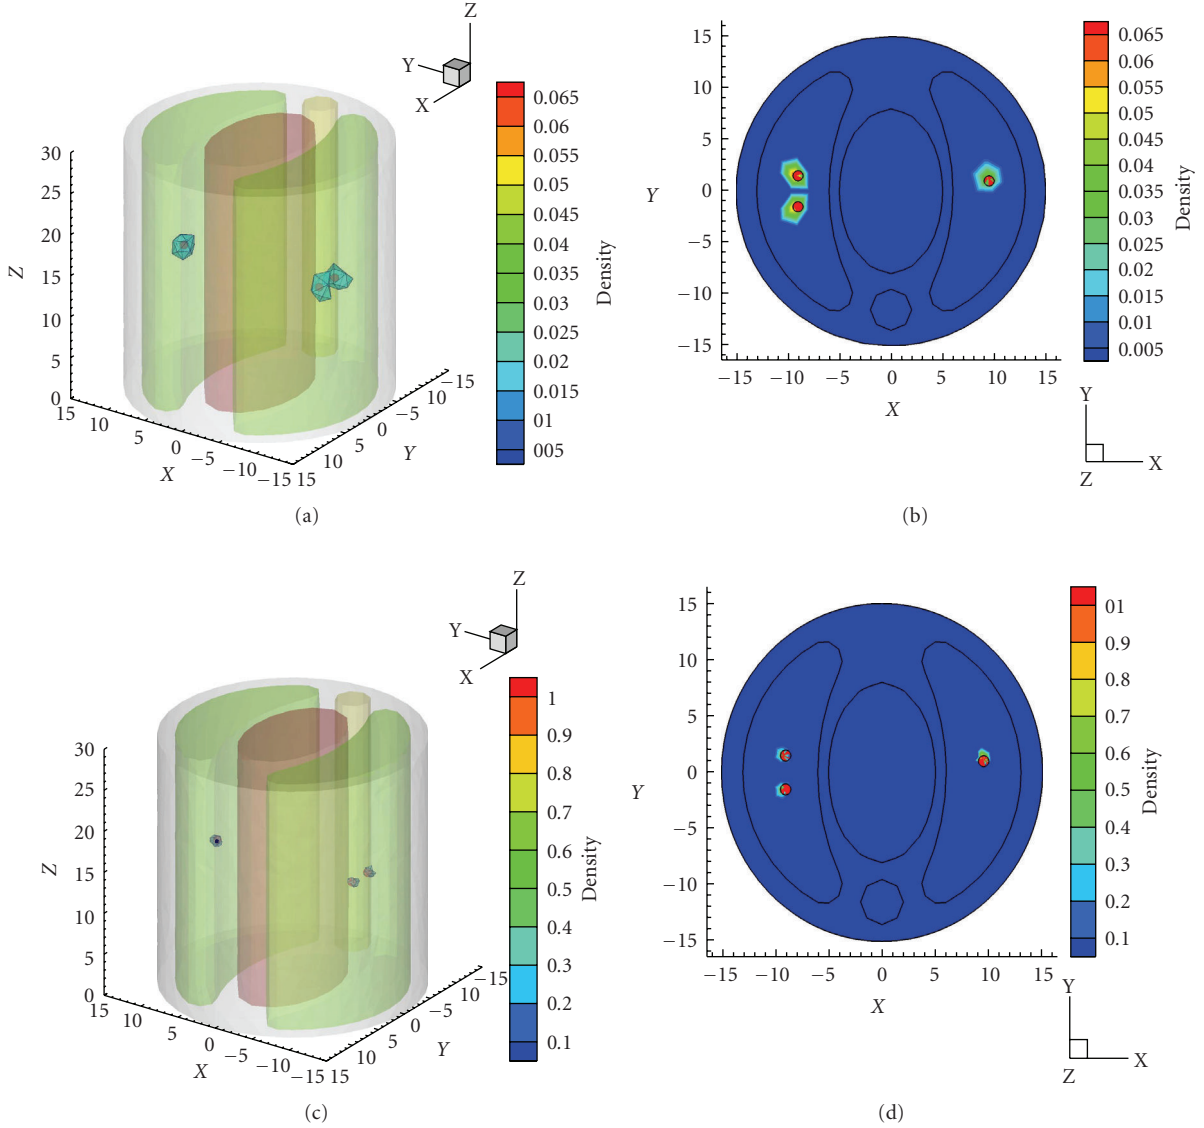 Z
Y
X
0.065
0.06
0.055
0.05
0.045
0.04
0.035
0.03
0.025
0.02
0.015
01
005
Density
30
25
20
15
10
5
0
Z
15 10 5 0 −5 −10 −15
X
15 10 5 0 −5 −10 −15
Y
(a)
15
10
5
0
−5
−10
−15
Y
−15 −10 −5 0 5 10 15
X
0.065
0.06
0.055
0.05
0.045
0.04
0.035
0.03
0.025
0.02
0.015
0.01
0.005
Density
Y
X
Z
(b)
Z
Y
X
1
0.9
0.8
0.7
0.6
0.5
0.4
0.3
0.2
0.1
Density
30
25
20
15
10
5
0
Z
15 10 5 0 −5 −10 −15
X
15 10 5 0 −5 −10 −15
Y
(c)
15
10
5
0
−5
−10
−15
Y
−15 −10 −5 0 5 10 15
X
01
0.9
0.8
0.7
0.6
0.5
0.4
0.3
0.2
0.1
Density
Y
X
Z
(d)